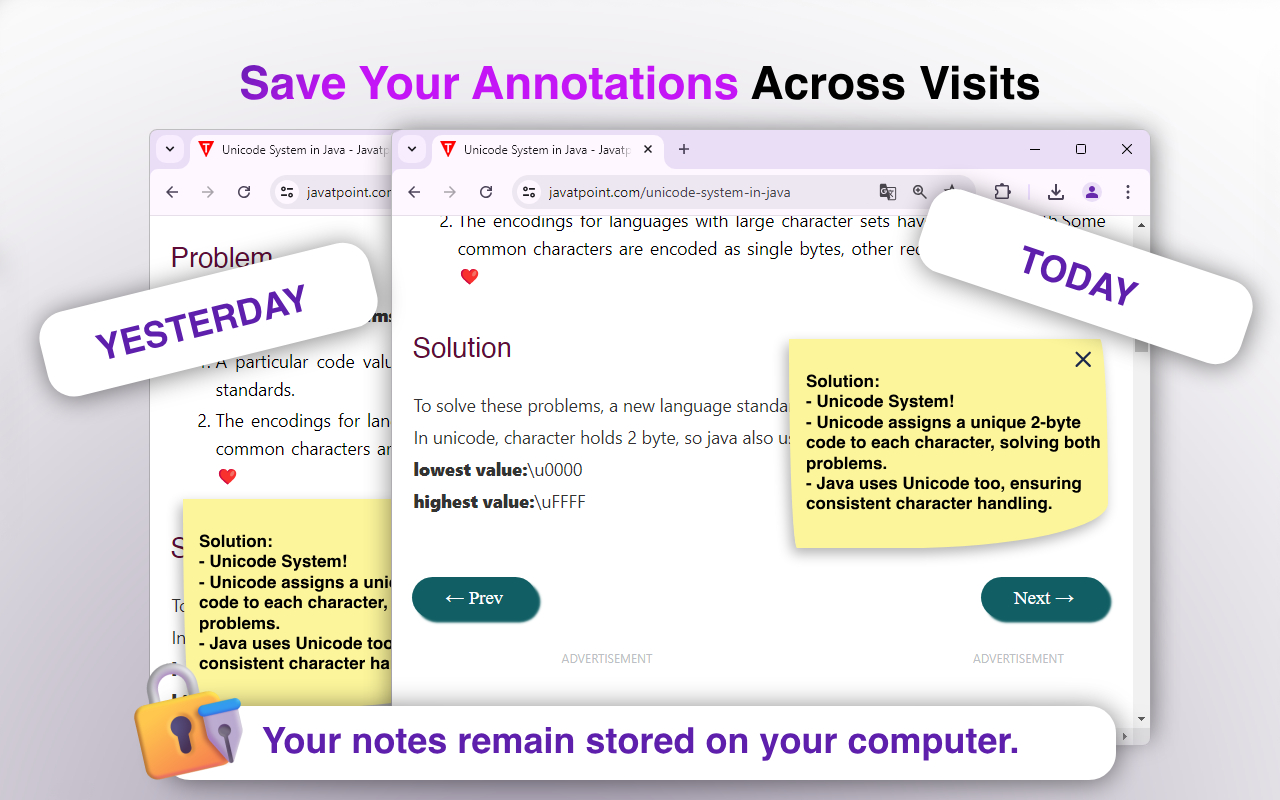 Save Your Annotations Across Visits
Unicode System in Java - Javatp
javatpoint.com
Problem
YESTERDAY
1. A particular code valu
standards.
2. The encodings for lan
common characters ar
Solution:
- Unicode System!
- Unicode assigns a uni
code to each character,
problems.
- Java uses Unicode too
consistent character ha
Unicode System in Java - Javatp
javatpoint.com/unicode-system-in-java
TODAY
2. The encodings for languages with large character sets have Some
common characters are encoded as single bytes, other
Solution
To solve these problems, a new language standa
In unicode, character holds 2 byte, so java also u
lowest value:\u0000
highest value:\uFFFF
Solution:
- Unicode System!
- Unicode assigns a unique 2-byte
code to each character, solving both
problems.
- Java uses Unicode too, ensuring
consistent character handling.
← Prev
Next →
ADVERTISEMENT
ADVERTISEMENT
Your notes remain stored on your computer.